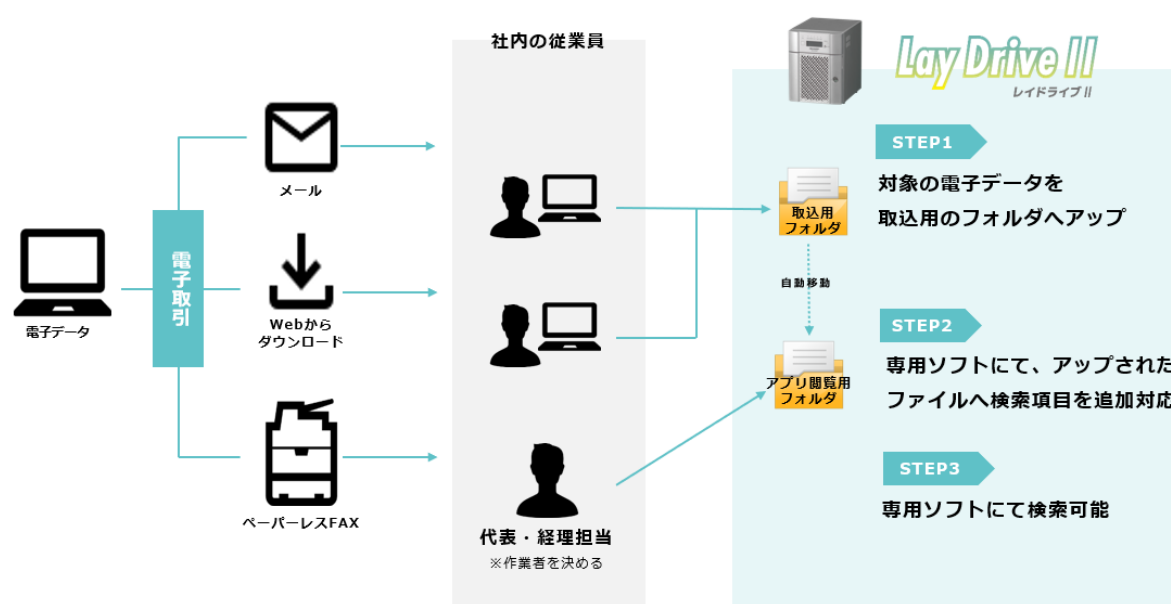 電子データ
電子取引
メール
Webから
ダウンロード
ペーパーレスFAX
社内の従業員
代表・経理担当
※作業者を決める
Lay Drive II
レイドライブ II
STEP1
対象の電子データを
取込用のフォルダへアップ
取込用
フォルダ
自動移動
STEP2
専用ソフトにて、アップされた
ファイルへ検索項目を追加対応
アプリ閲覧用
フォルダ
STEP3
専用ソフトにて検索可能